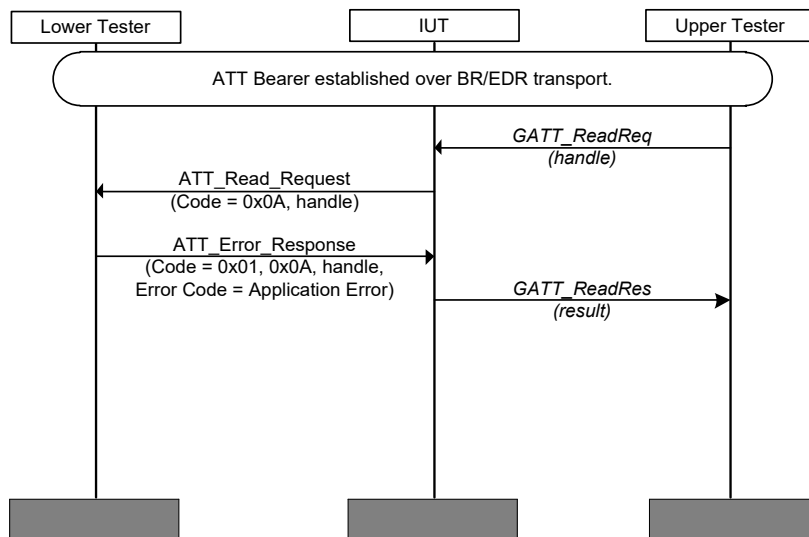 Lower Tester
IUT
Upper Tester
ATT Bearer established over BR/EDR transport.
GATT_ReadReq
(handle)
ATT_Read_Request
(Code = 0x0A, handle)
ATT_Error_Response
(Code = 0x01, 0x0A, handle,
Error Code = Application Error)
GATT_ReadRes
(result)